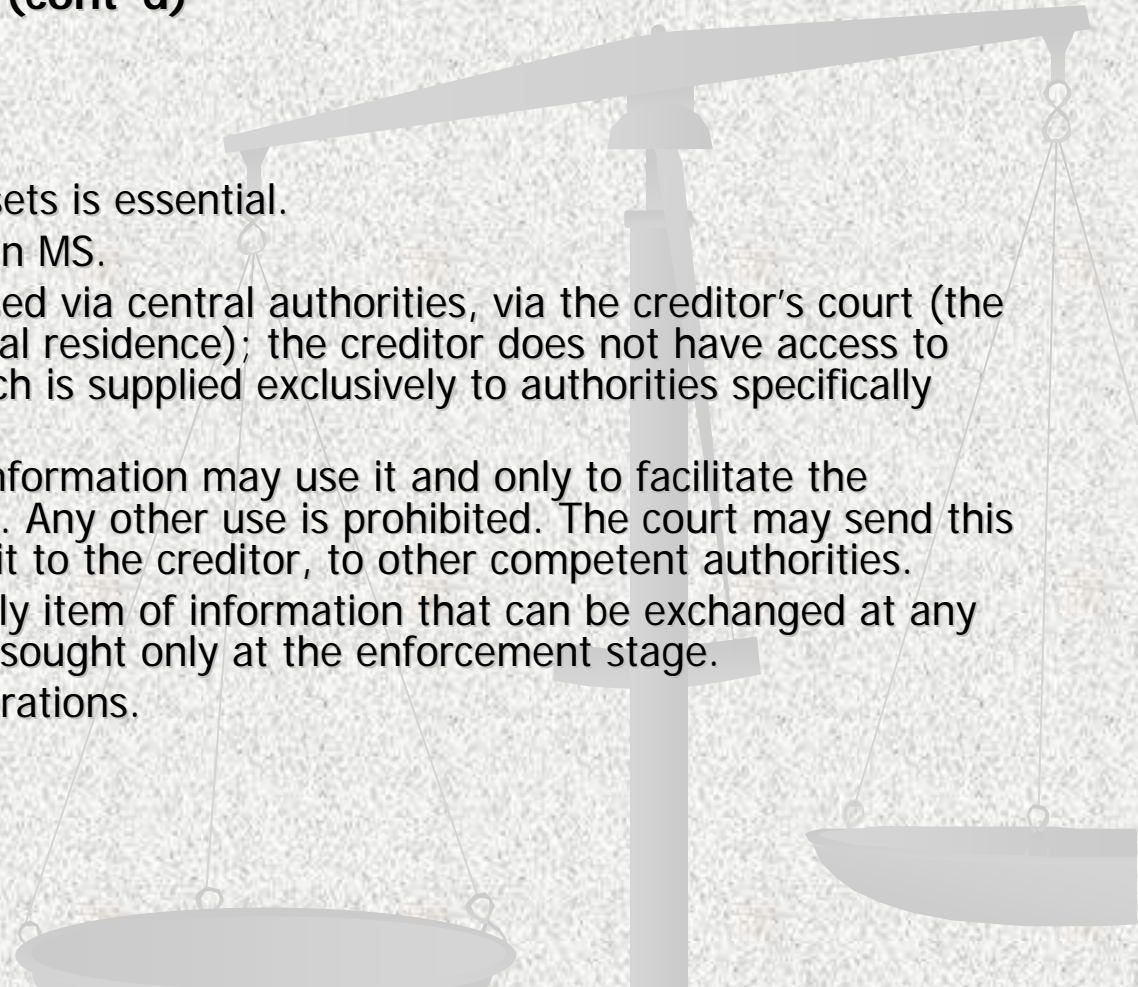 (cont'd)
sets is essential.
n MS.
ed via central authorities, via the creditor's court (the
al residence); the creditor does not have access to
ch is supplied exclusively to authorities specifically
nformation may use it and only to facilitate the
. Any other use is prohibited. The court may send this
it to the creditor, to other competent authorities.
ly item of information that can be exchanged at any
sought only at the enforcement stage.
rations.